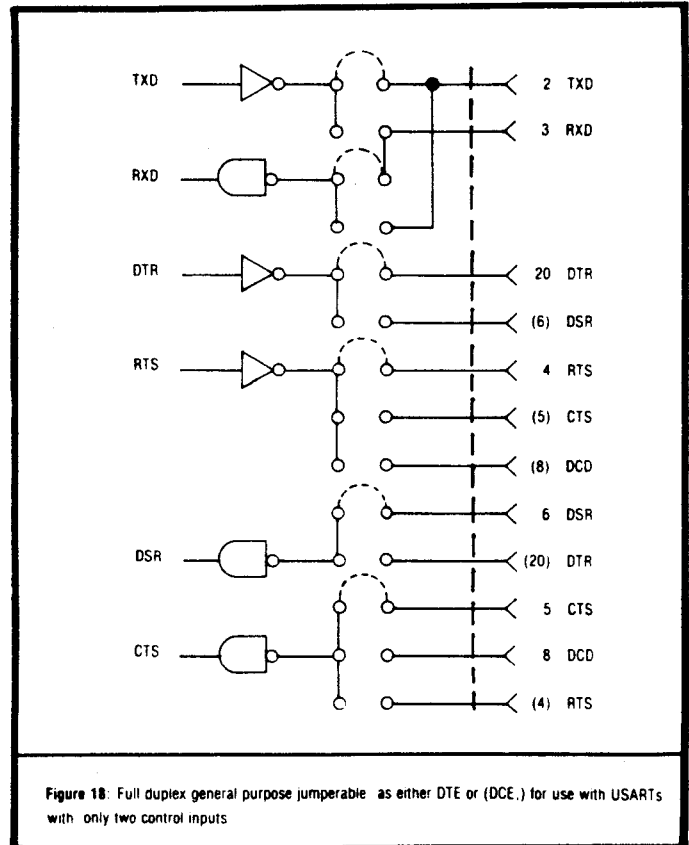 TXD
2 TXD
3 RXD
RXD
DTR
20 DTR
(6) DSR
RTS
4 RTS
(5) CTS
(8) DCD
6 DSR
DSR
(20) DTR
5 CTS
CTS
8 DCD
(4) RTS
Figure 18: Full duplex general purpose jumperable as either DTE or (DCE,) for use with USARTs
with only two control inputs